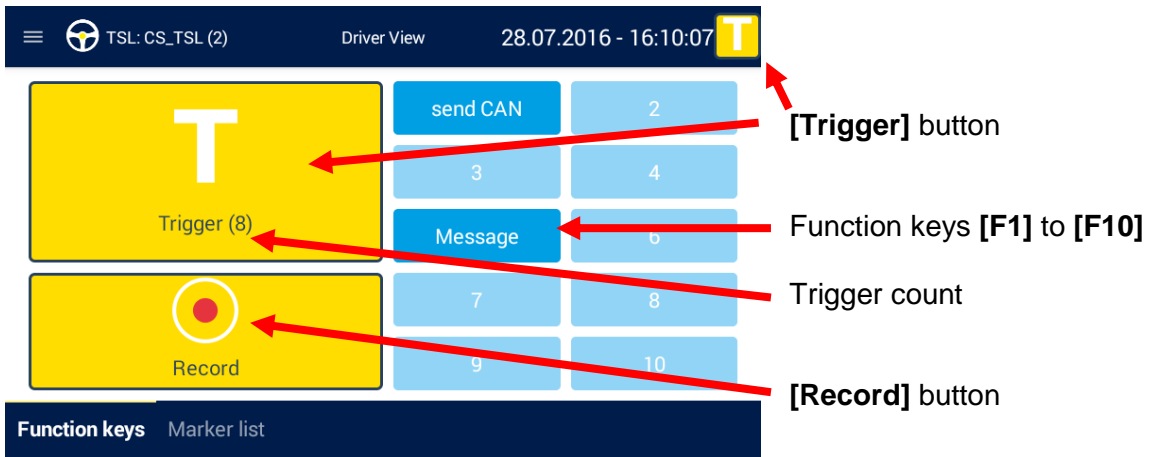 TSL: CS_TSL (2) Driver View 28.07.2016 - 16:10:07 T
T
Trigger (8)
Record
send CAN 2
3 4
Message 6
7 8
9 10
Function keys Marker list
[Trigger] button
Function keys [F1] to [F10]
Trigger count
[Record] button